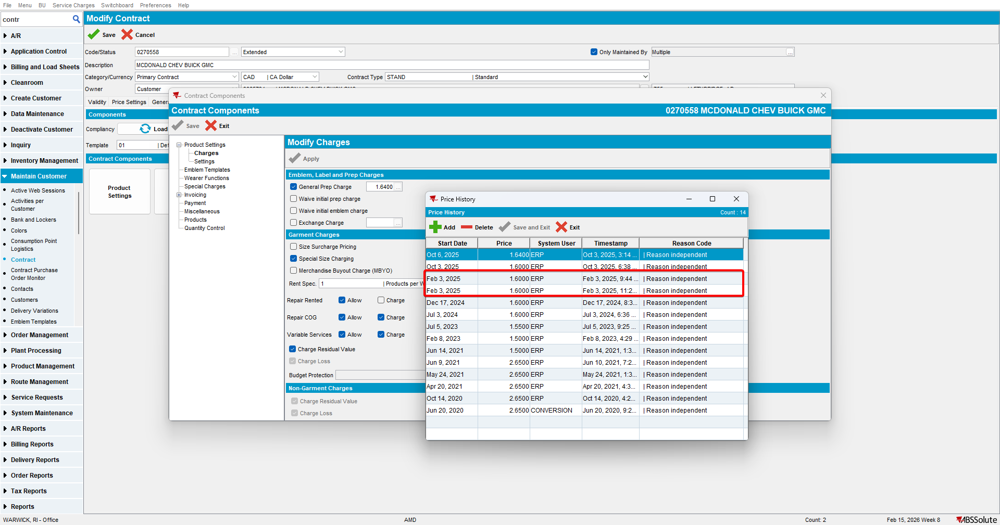 File Menu BU Service Charges Switchboard Preferences Help
contr
Modify Contract
Save Cancel
A/R
Application Control
Billing and Load Sheets
Cleanroom
Create Customer
Data Maintenance
Deactivate Customer
Inquiry
Inventory Management
Maintain Customer
Active Web Sessions
Activities per
Customer
Bank and Lockers
Colors
Consumption Point
Logistics
Contract
Contract Purchase
Order Monitor
Contacts
Customers
Delivery Variations
Emblem Templates
Order Management
Plant Processing
Product Management
Route Management
Service Requests
System Maintenance
A/R Reports
Billing Reports
Delivery Reports
Order Reports
Tax Reports
Reports
Code/Status 0270558 ... Extended Only Maintained By Multiple ...
Description MCDONALD CHEV BUICK GMC
Category/Currency Primary Contract CAD | CA Dollar Contract Type STAND | Standard
Owner Customer
Validity Price Settings
Components
Compliancy Load
Template 01
Contract Components
Product
Settings
Contract Components
Contract Components 0270558 MCDONALD CHEV BUICK GMC
Save Exit
Product Settings
Charges
Settings
Emblem Templates
Wearer Functions
Special Charges
Invoicing
Payment
Miscellaneous
Products
Quantity Control
Modify Charges
Apply
Emblem, Label and Prep Charges
General Prep Charge 1.6400 ...
Waive initial prep charge
Waive initial emblem charge
Exchange Charge ...
Garment Charges
Size Surcharge Pricing
Special Size Charging
Merchandise Buyout Charge (MBYO)
Rent Spec. 1 | Products per
Repair Rented Allow Charge
Repair COG Allow Charge
Variable Services Allow Charge
Charge Residual Value
Charge Loss
Budget Protection
Non-Garment Charges
Charge Residual Value
Charge Loss
Price History
Price History Count : 14
Add Delete Save and Exit Exit
Start Date Price System User Timestamp Reason Code
Oct 6, 2025 1.6400 ERP Oct 3, 2025, 3:14 ... | Reason independent
Oct 3, 2025 1.6000 ERP Oct 3, 2025, 6:38 ... | Reason independent
Feb 3, 2025 1.6000 ERP Feb 3, 2025, 9:44 ... | Reason independent
Feb 3, 2025 1.6000 ERP Feb 3, 2025, 11:2... | Reason independent
Dec 17, 2024 1.6000 ERP Dec 17, 2024, 8:3... | Reason independent
Jul 3, 2024 1.6000 ERP Jul 3, 2024, 6:36 ... | Reason independent
Jul 5, 2023 1.5500 ERP Jul 5, 2023, 9:25 ... | Reason independent
Feb 8, 2023 1.5000 ERP Feb 8, 2023, 4:29 ... | Reason independent
Jun 14, 2021 1.5000 ERP Jun 14, 2021, 1:3... | Reason independent
Jun 9, 2021 2.6500 ERP Jun 10, 2021, 7:2... | Reason independent
May 24, 2021 2.6500 ERP May 24, 2021, 1:3... | Reason independent
Apr 20, 2021 2.6500 ERP Apr 20, 2021, 4:3... | Reason independent
Oct 14, 2020 2.6500 ERP Oct 14, 2020, 4:2... | Reason independent
Jun 20, 2020 2.6500 CONVERSION Jun 20, 2020, 9:2... | Reason independent
WARWICK, RI - Office AMD Count: 2 Feb 15, 2026 Week 8 ABSSolute